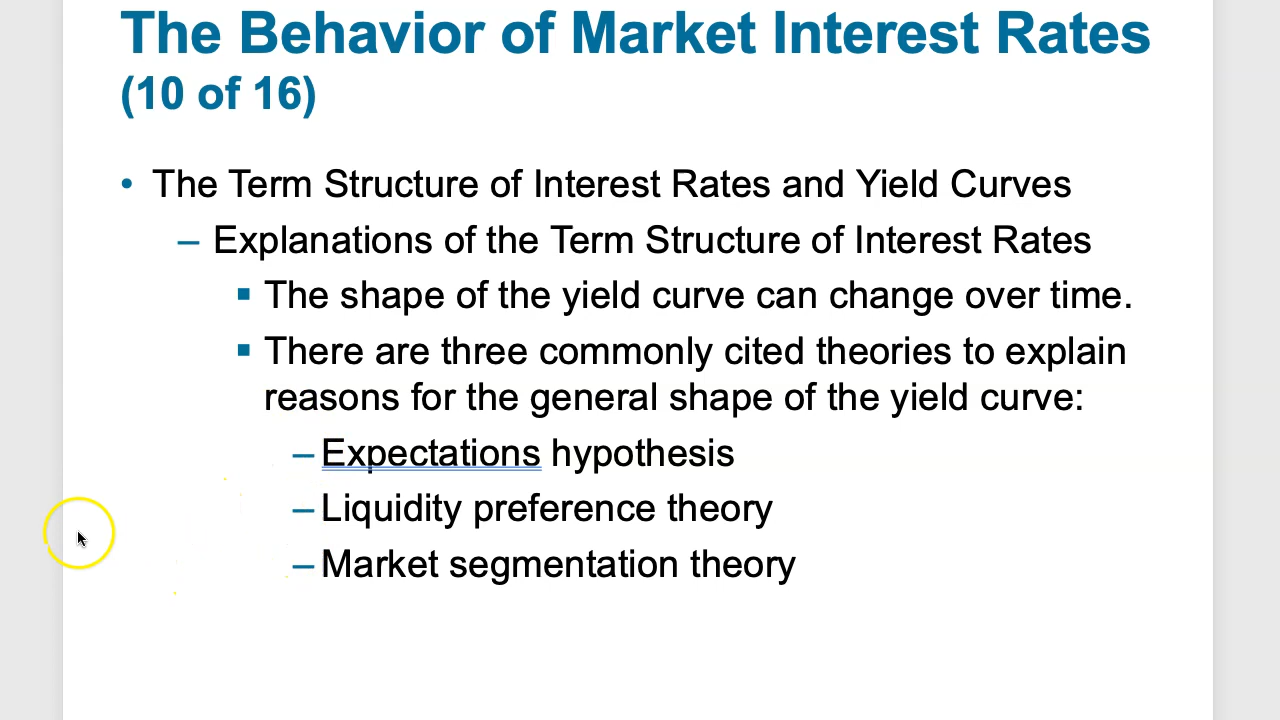 The Behavior of Market Interest Rates
(10 of 16)
• The Term Structure of Interest Rates and Yield Curves
– Explanations of the Term Structure of Interest Rates
▪ The shape of the yield curve can change over time.
▪ There are three commonly cited theories to explain
reasons for the general shape of the yield curve:
– Expectations hypothesis
– Liquidity preference theory
– Market segmentation theory